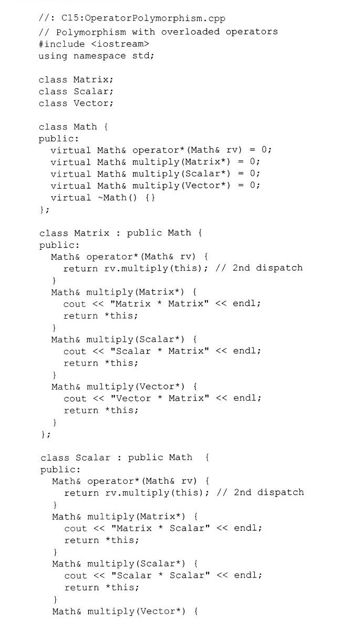 //: C15:OperatorPolymorphism.cpp
// Polymorphism with overloaded operators
#include <iostream>
using namespace std;

class Matrix;
class Scalar;
class Vector;

class Math {
public:
  virtual Math& operator*(Math& rv) = 0;
  virtual Math& multiply(Matrix*) = 0;
  virtual Math& multiply(Scalar*) = 0;
  virtual Math& multiply(Vector*) = 0;
  virtual ~Math() {}
};

class Matrix : public Math {
public:
  Math& operator*(Math& rv) {
    return rv.multiply(this); // 2nd dispatch
  }
  Math& multiply(Matrix*) {
    cout << "Matrix * Matrix" << endl;
    return *this;
  }
  Math& multiply(Scalar*) {
    cout << "Scalar * Matrix" << endl;
    return *this;
  }
  Math& multiply(Vector*) {
    cout << "Vector * Matrix" << endl;
    return *this;
  }
};

class Scalar : public Math  {
public:
  Math& operator*(Math& rv) {
    return rv.multiply(this); // 2nd dispatch
  }
  Math& multiply(Matrix*) {
    cout << "Matrix * Scalar" << endl;
    return *this;
  }
  Math& multiply(Scalar*) {
    cout << "Scalar * Scalar" << endl;
    return *this;
  }
  Math& multiply(Vector*) {